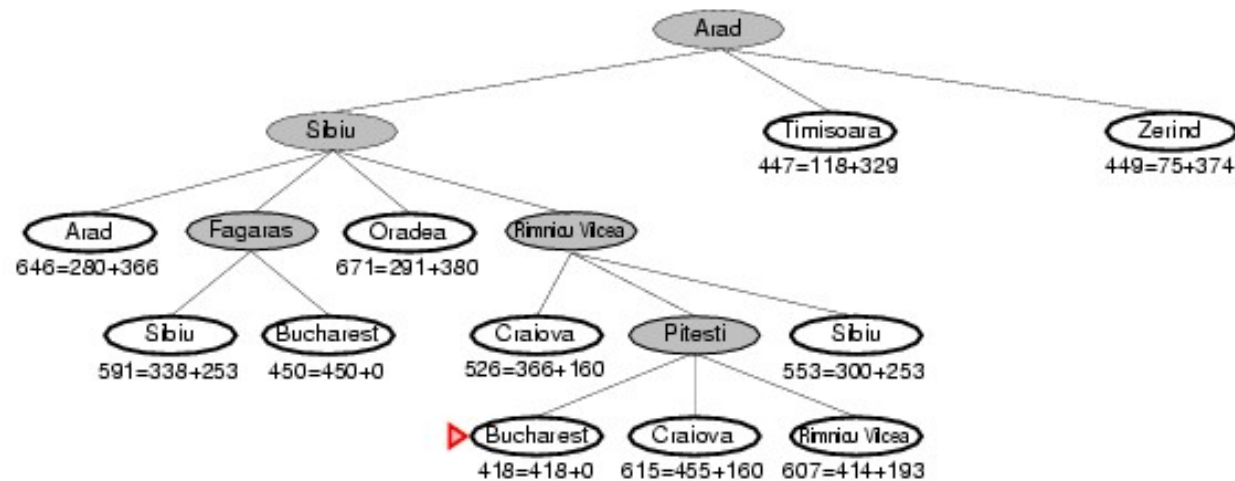 Arad
Sibiu Timisoara Zerind
447=118+329 449=75+374
Arad Fagaras Oradea Rimnicu Vilcea
646=280+366 671=291+380
Sibiu Bucharest Craiova Pitesti Sibiu
591=338+253 450=450+0 526=366+160 553=300+253
Bucharest Craiova Rimnicu Vilcea
418=418+0 615=455+160 607=414+193